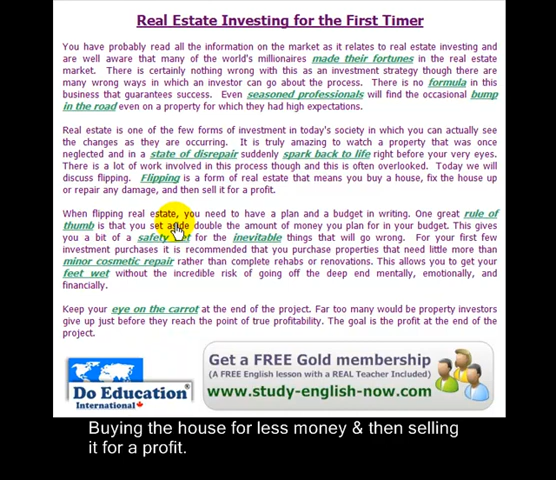 Real Estate Investing for the First Timer
You have probably read all the information on the market as it relates to real estate investing and
are well aware that many of the world's millionaires made their fortunes in the real estate
market. There is certainly nothing wrong with this as an investment strategy though there are
many wrong ways in which an investor can go about the process. There is no formula in this
business that guarantees success. Even seasoned professionals will find the occasional bump
in the road even on a property for which they had high expectations.
Real estate is one of the few forms of investment in today's society in which you can actually see
the changes as they are occurring. It is truly amazing to watch a property that was once
neglected and in a state of disrepair suddenly spark back to life right before your very eyes.
There is a lot of work involved in this process though and this is often overlooked. Today we will
discuss flipping. Flipping is a form of real estate that means you buy a house, fix the house up
or repair any damage, and then sell it for a profit.
When flipping real estate, you need to have a plan and a budget in writing. One great rule of
thumb is that you set aside double the amount of money you plan for in your budget. This gives
you a bit of a safety net for the inevitable things that will go wrong. For your first few
investment purchases it is recommended that you purchase properties that need little more than
minor cosmetic repair rather than complete rehabs or renovations. This allows you to get your
feet wet without the incredible risk of going off the deep end mentally, emotionally, and
financially.
Keep your eye on the carrot at the end of the project. Far too many would be property investors
give up just before they reach the point of true profitability. The goal is the profit at the end of the
project.
Do Education®
International
Get a FREE Gold membership
(A FREE English lesson with a REAL Teacher Included)
www.study-english-now.com
Buying the house for less money & then selling
it for a profit.